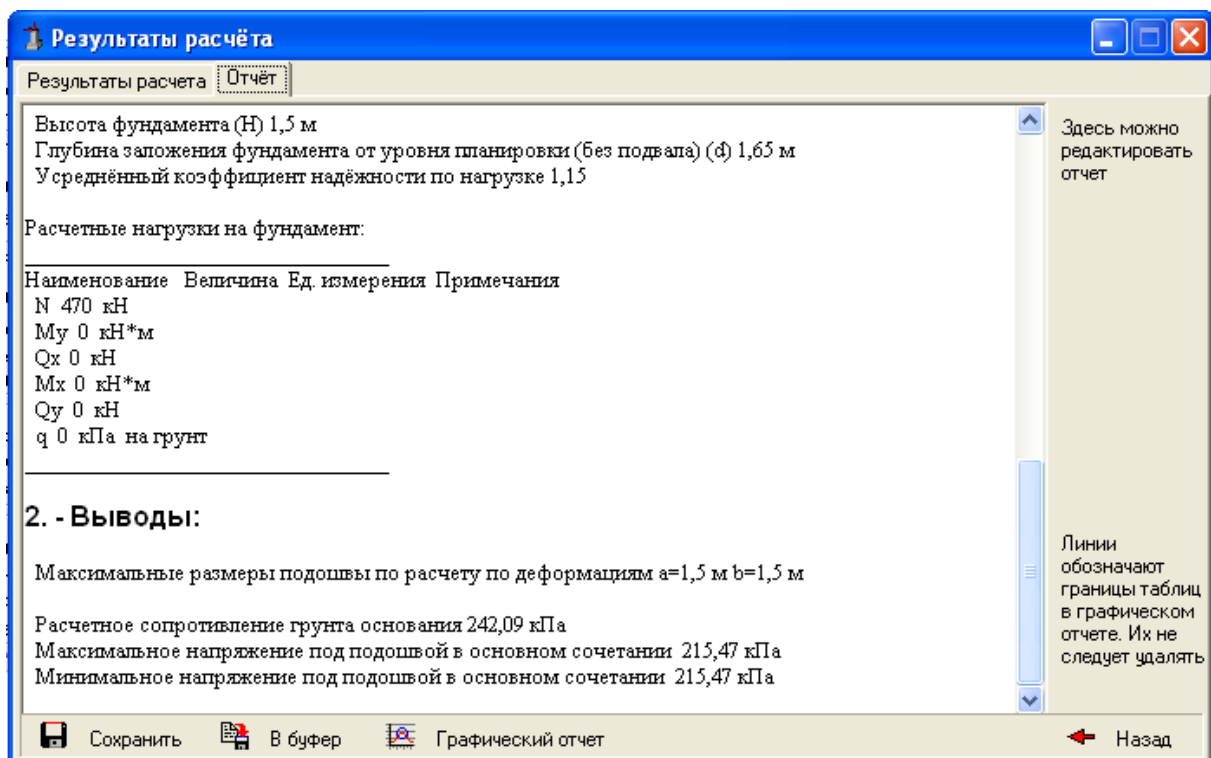 Результаты расчёта
Результаты расчета
Отчёт
Высота фундамента (H) 1,5 м
Глубина заложения фундамента от уровня планировки (без подвала) (d) 1,65 м
Усреднённый коэффициент надёжности по нагрузке 1,15
Расчетные нагрузки на фундамент:
Наименование Величина Ед. измерения Примечания
N 470 кН
My 0 кН*м
Qx 0 кН
Mx 0 кН*м
Qy 0 кН
q 0 кПа на грунт
2. - Выводы:
Максимальные размеры подошвы по расчету по деформациям a=1,5 м b=1,5 м
Расчетное сопротивление грунта основания 242,09 кПа
Максимальное напряжение под подошвой в основном сочетании 215,47 кПа
Минимальное напряжение под подошвой в основном сочетании 215,47 кПа
Здесь можно
редактировать
отчет
Линии
обозначают
границы таблиц
в графическом
отчете. Их не
следует удалять
Сохранить
В буфер
Графический отчет
Назад